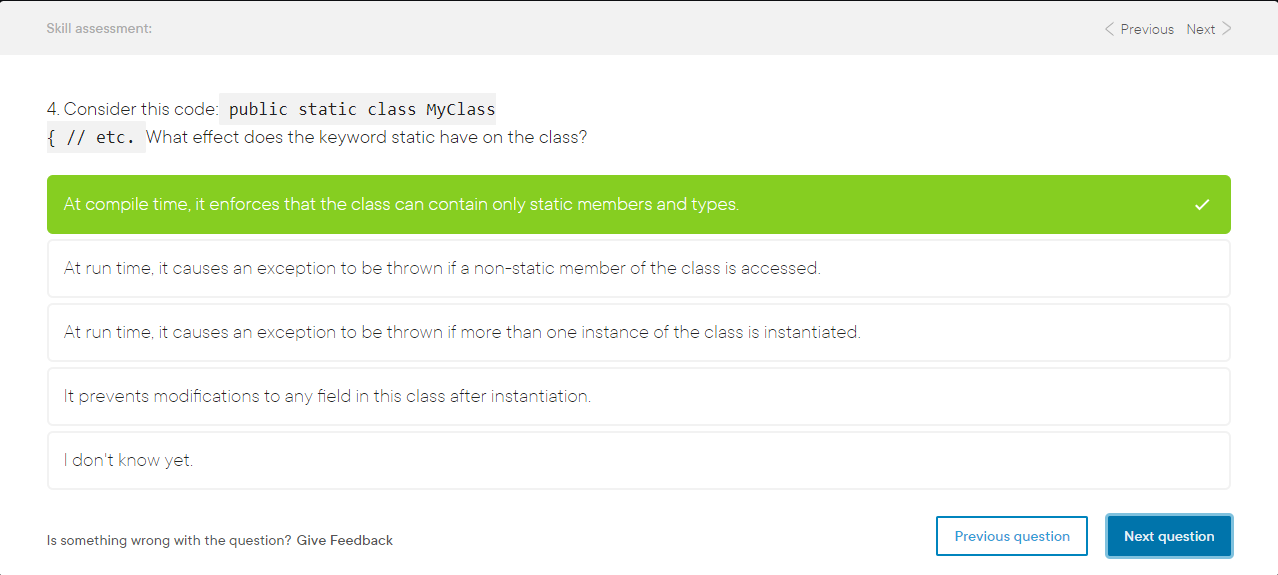 Skill assessment:
Previous Next
4. Consider this code: public static class MyClass
{ // etc. What effect does the keyword static have on the class?
At compile time, it enforces that the class can contain only static members and types.
At run time, it causes an exception to be thrown if a non-static member of the class is accessed.
At run time, it causes an exception to be thrown if more than one instance of the class is instantiated.
It prevents modifications to any field in this class after instantiation.
I don't know yet.
Is something wrong with the question? Give Feedback
Previous question
Next question